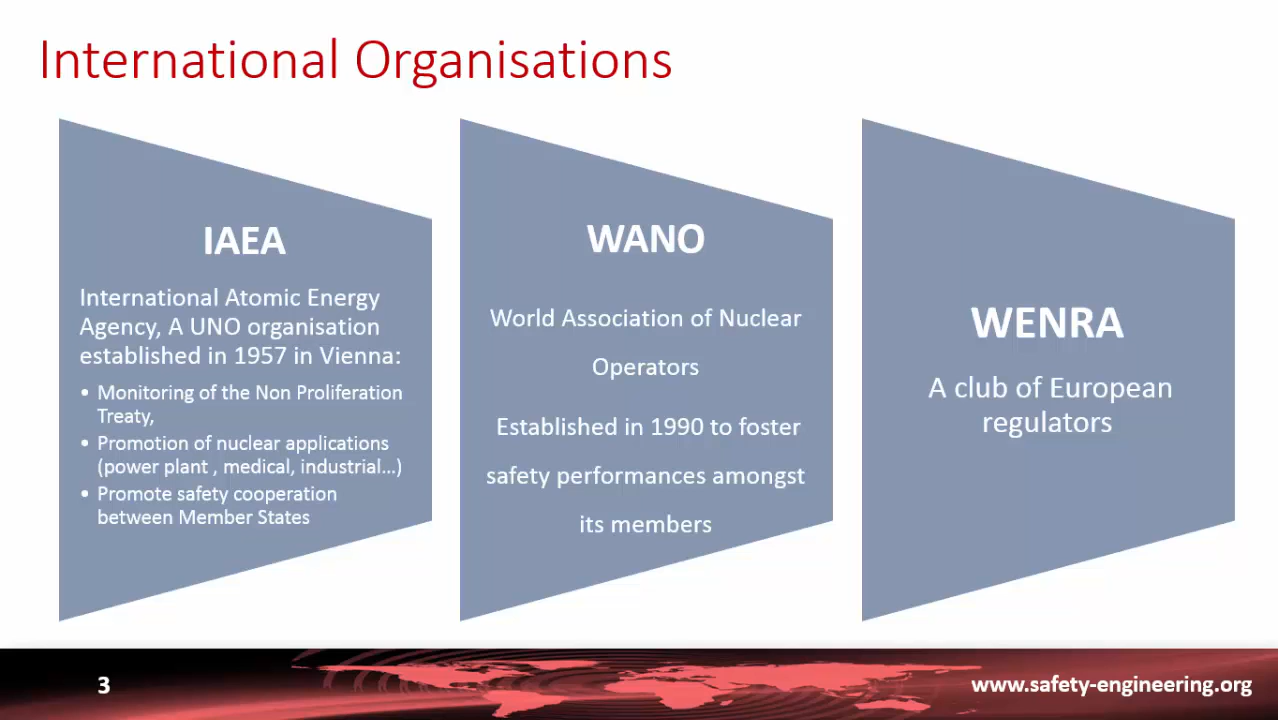 International Organisations
IAEA
International Atomic Energy
Agency, A UNO organisation
established in 1957 in Vienna:
• Monitoring of the Non Proliferation
Treaty,
• Promotion of nuclear applications
(power plant , medical, industrial...)
• Promote safety cooperation
between Member States
WANO
World Association of Nuclear
Operators
Established in 1990 to foster
safety performances amongst
its members
WENRA
A club of European
regulators
3
www.safety-engineering.org